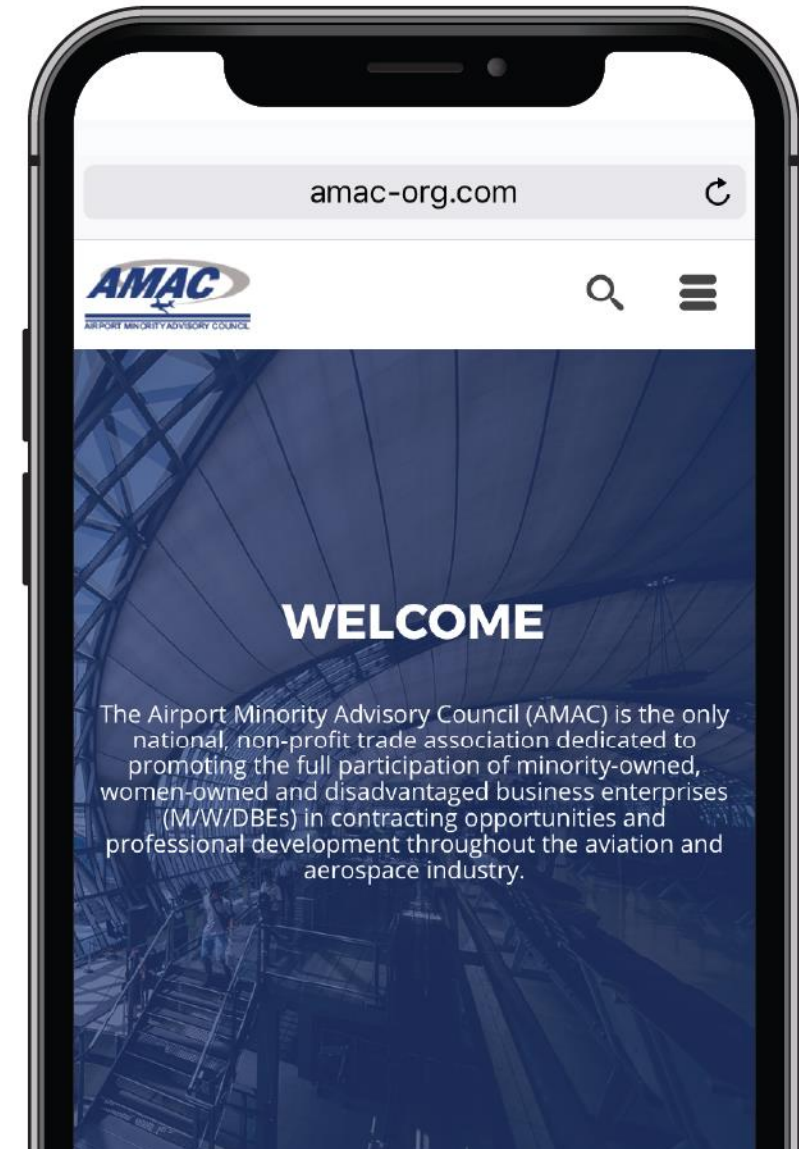 amac-org.com
AMAC
AIRPORT MINORITY ADVISORY COUNCIL
WELCOME
The Airport Minority Advisory Council (AMAC) is the only
national, non-profit trade association dedicated to
promoting the full participation of minority-owned,
women-owned and disadvantaged business enterprises
(M/W/DBEs) in contracting opportunities and
professional development throughout the aviation and
aerospace industry.